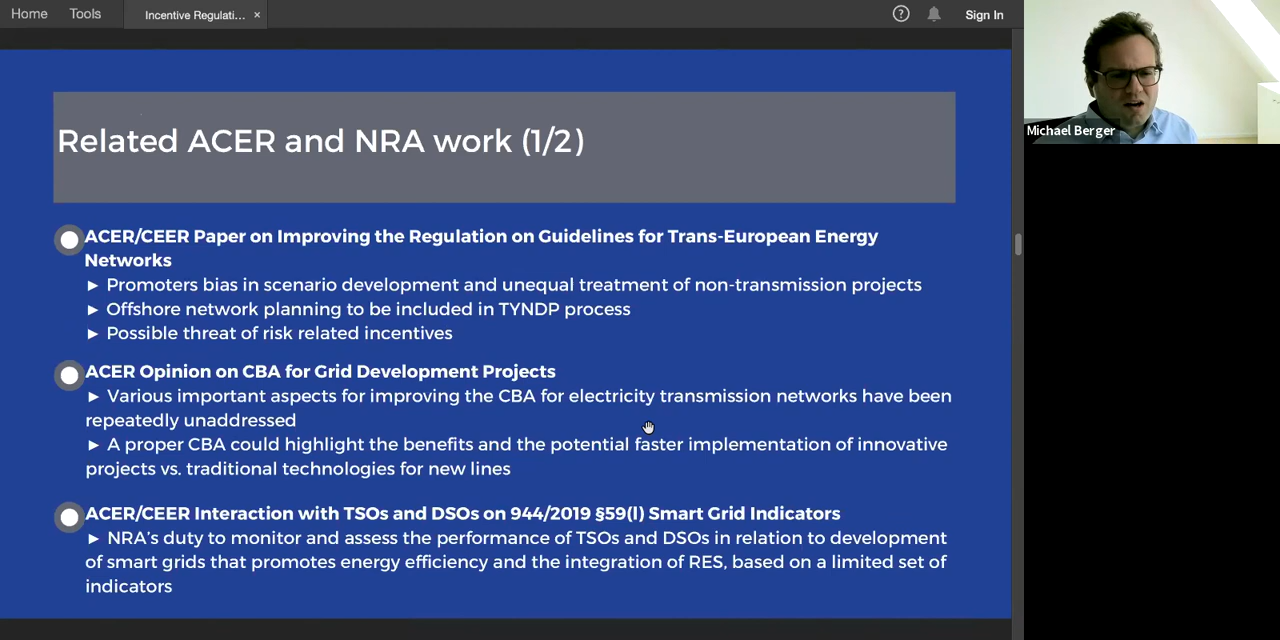 Home Tools Incentive Regulati... × ? Sign In
Michael Berger
Related ACER and NRA work (1/2)
ACER/CEER Paper on Improving the Regulation on Guidelines for Trans-European Energy
Networks
► Promoters bias in scenario development and unequal treatment of non-transmission projects
► Offshore network planning to be included in TYNDP process
► Possible threat of risk related incentives
ACER Opinion on CBA for Grid Development Projects
► Various important aspects for improving the CBA for electricity transmission networks have been
repeatedly unaddressed
► A proper CBA could highlight the benefits and the potential faster implementation of innovative
projects vs. traditional technologies for new lines
ACER/CEER Interaction with TSOs and DSOs on 944/2019 §59(l) Smart Grid Indicators
► NRA's duty to monitor and assess the performance of TSOs and DSOs in relation to development
of smart grids that promotes energy efficiency and the integration of RES, based on a limited set of
indicators